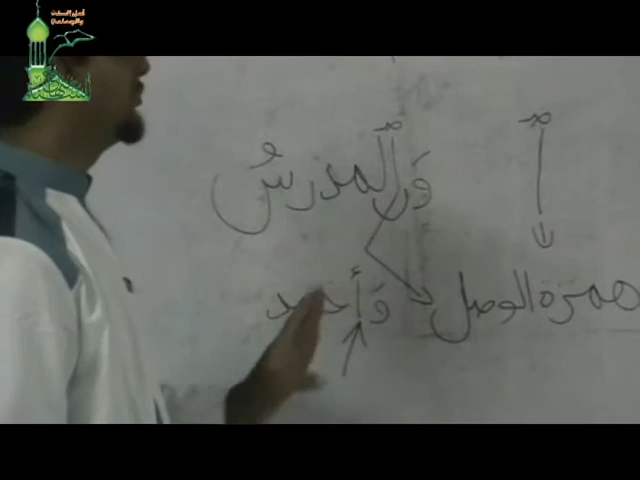 ٱ
وَٱلمدرسُ
همزة الوصل
وَأحمد